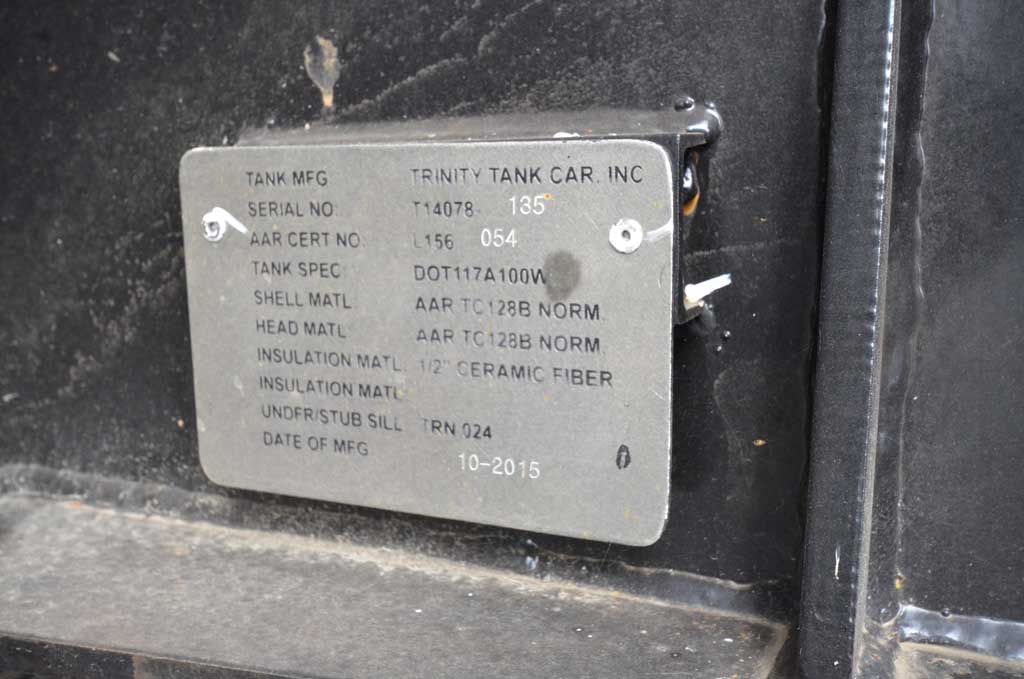 TANK MFG TRINITY TANK CAR, INC
SERIAL NO: T14078- 135
AAR CERT NO. L156 054
TANK SPEC DOT117A100W
SHELL MATL AAR TC128B NORM.
HEAD MATL AAR TC128B NORM.
INSULATION MATL. 1/2" CERAMIC FIBER
INSULATION MATL
UNDER/STUB SILL TRN 024
DATE OF MFG 10-2015